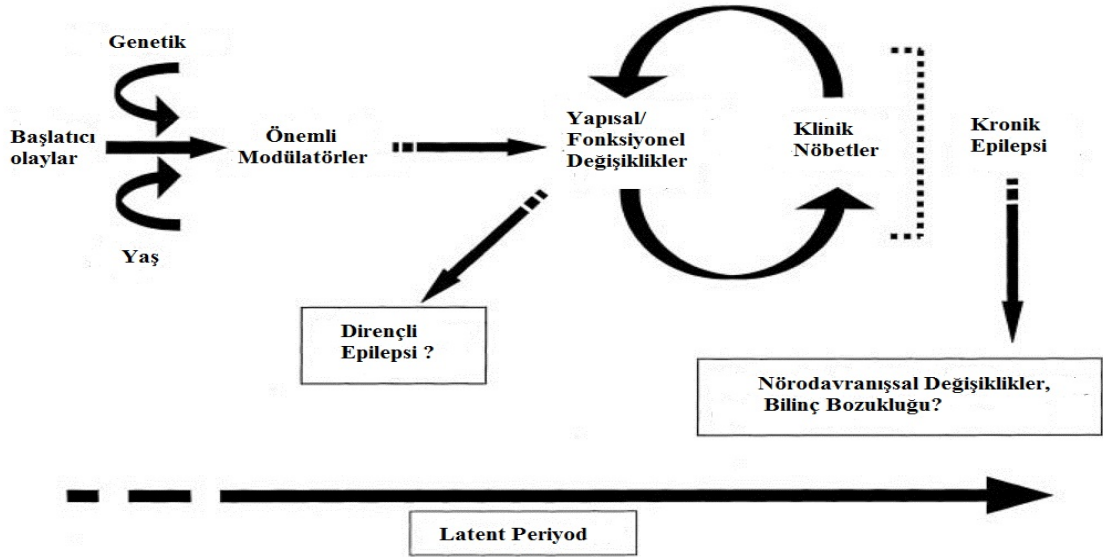 Genetik
Başlatıcı
olaylar
Yaş
Önemli
Modülatörler
Yapısal/
Fonksiyonel
Değişiklikler
Klinik
Nöbetler
Kronik
Epilepsi
Dirençli
Epilepsi ?
Nörodavranışsal Değişiklikler,
Bilinç Bozukluğu?
Latent Periyod